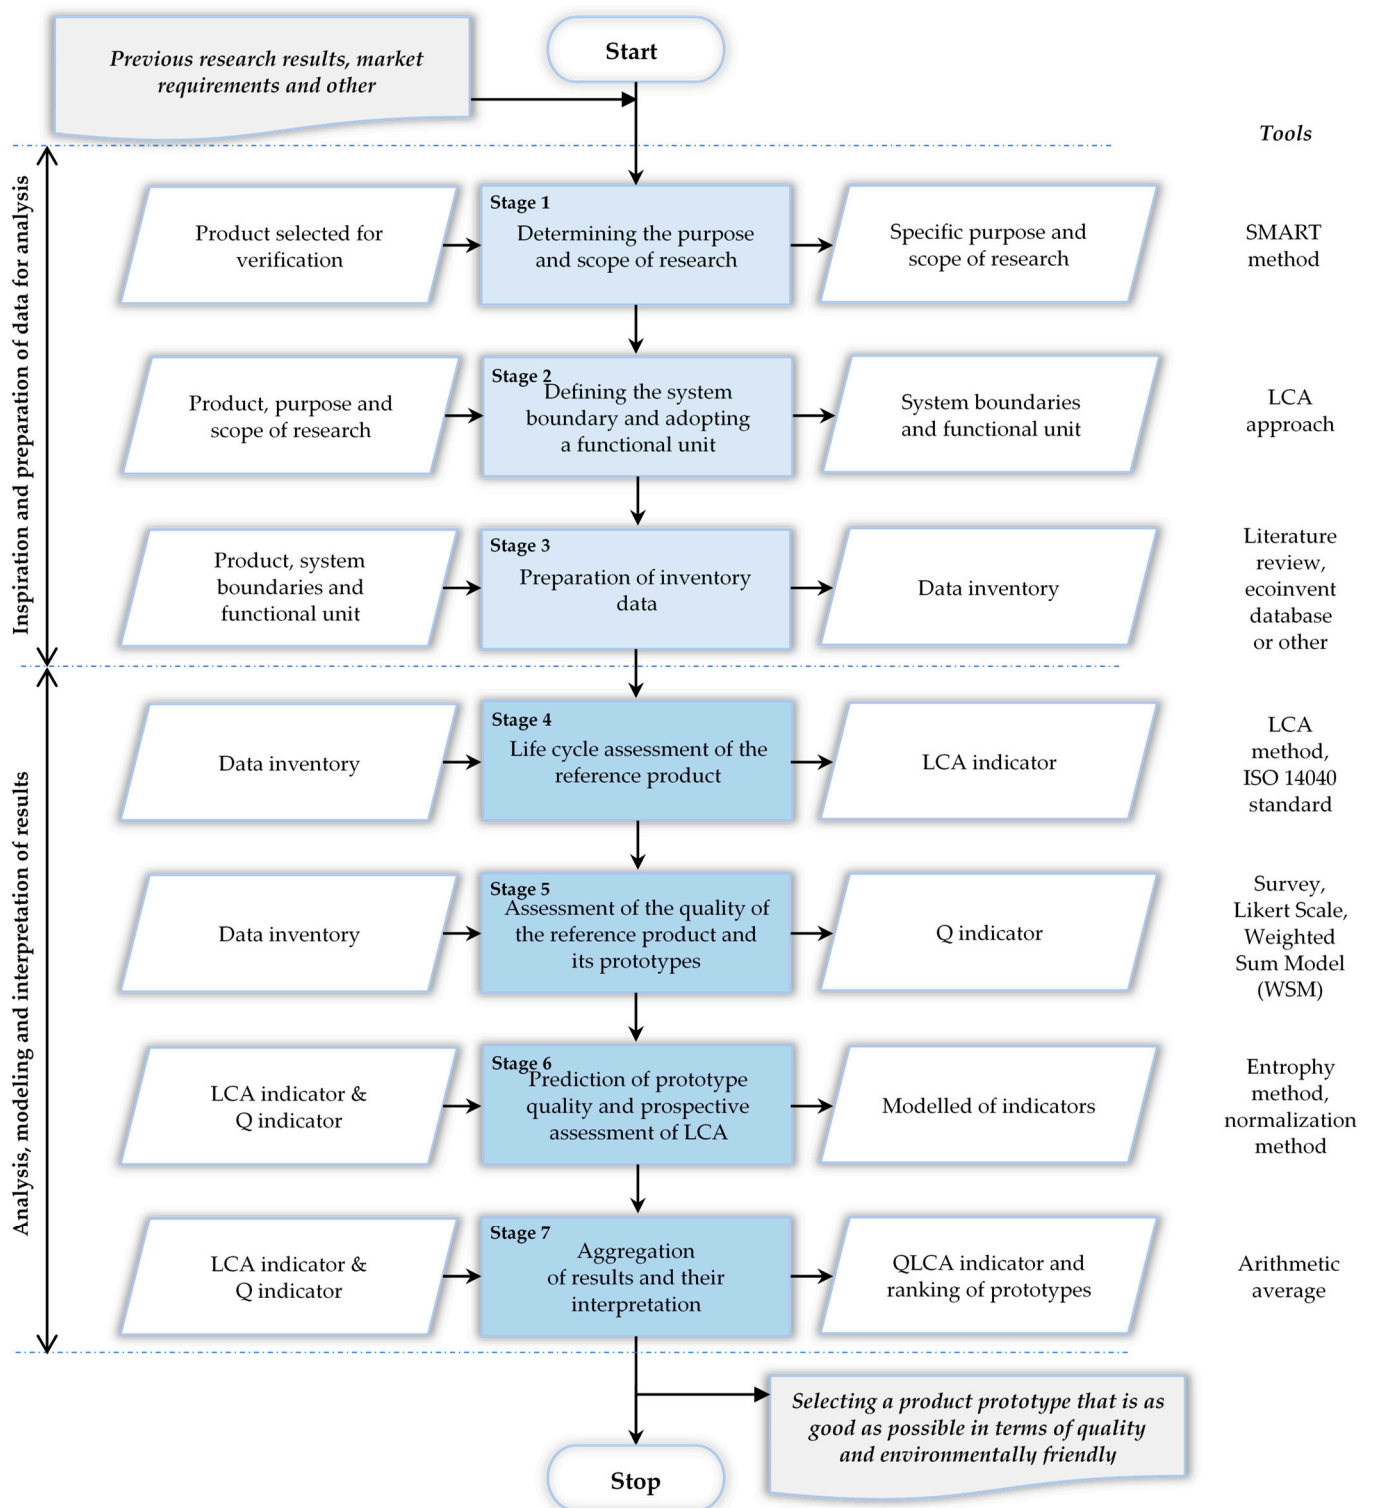 Previous research results, market
requirements and other
Start
Tools
Inspiration and preparation of data for analysis
Product selected for
verification
Stage 1
Determining the purpose
and scope of research
Specific purpose and
scope of research
SMART
method
Product, purpose and
scope of research
Stage 2
Defining the system
boundary and adopting
a functional unit
System boundaries
and functional unit
LCA
approach
Product, system
boundaries and
functional unit
Stage 3
Preparation of inventory
data
Data inventory
Literature
review,
ecoinvent
database
or other
Analysis, modeling and interpretation of results
Data inventory
Stage 4
Life cycle assessment of the
reference product
LCA indicator
LCA
method,
ISO 14040
standard
Data inventory
Stage 5
Assessment of the quality of
the reference product and
its prototypes
Q indicator
Survey,
Likert Scale,
Weighted
Sum Model
(WSM)
LCA indicator &
Q indicator
Stage 6
Prediction of prototype
quality and prospective
assessment of LCA
Modelled of indicators
Entrophy
method,
normalization
method
LCA indicator &
Q indicator
Stage 7
Aggregation
of results and their
interpretation
QLCA indicator and
ranking of prototypes
Arithmetic
average
Selecting a product prototype that is as
good as possible in terms of quality
and environmentally friendly
Stop